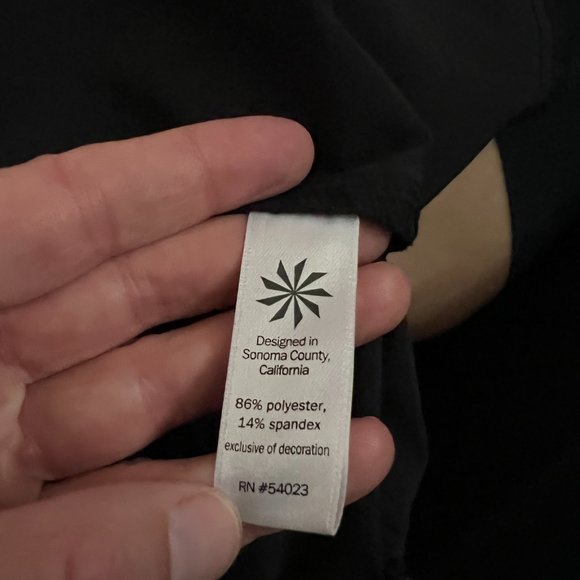 Designed in
Sonoma County,
California
86% polyester,
14% spandex
exclusive of decoration
RN #54023